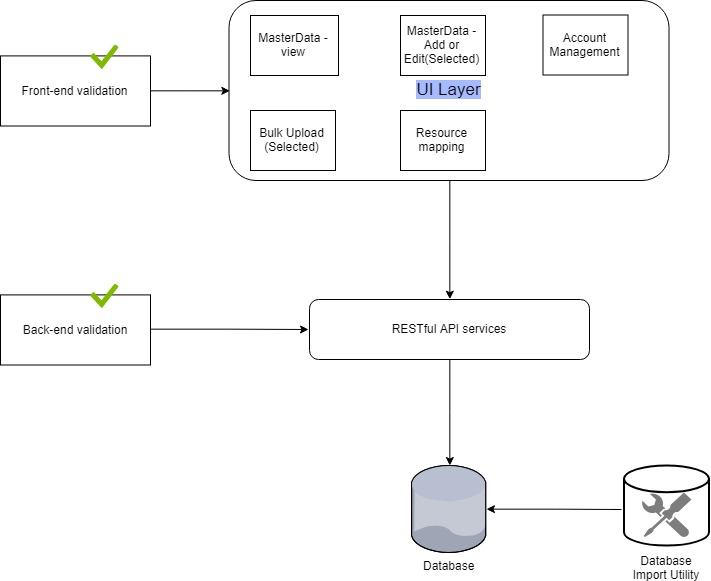 MasterData -
view
MasterData -
Add or
Edit(Selected)
Account
Management
Front-end validation
UI Layer
Bulk Upload
(Selected)
Resource
mapping
Back-end validation
RESTful API services
Database
Database
Import Utility